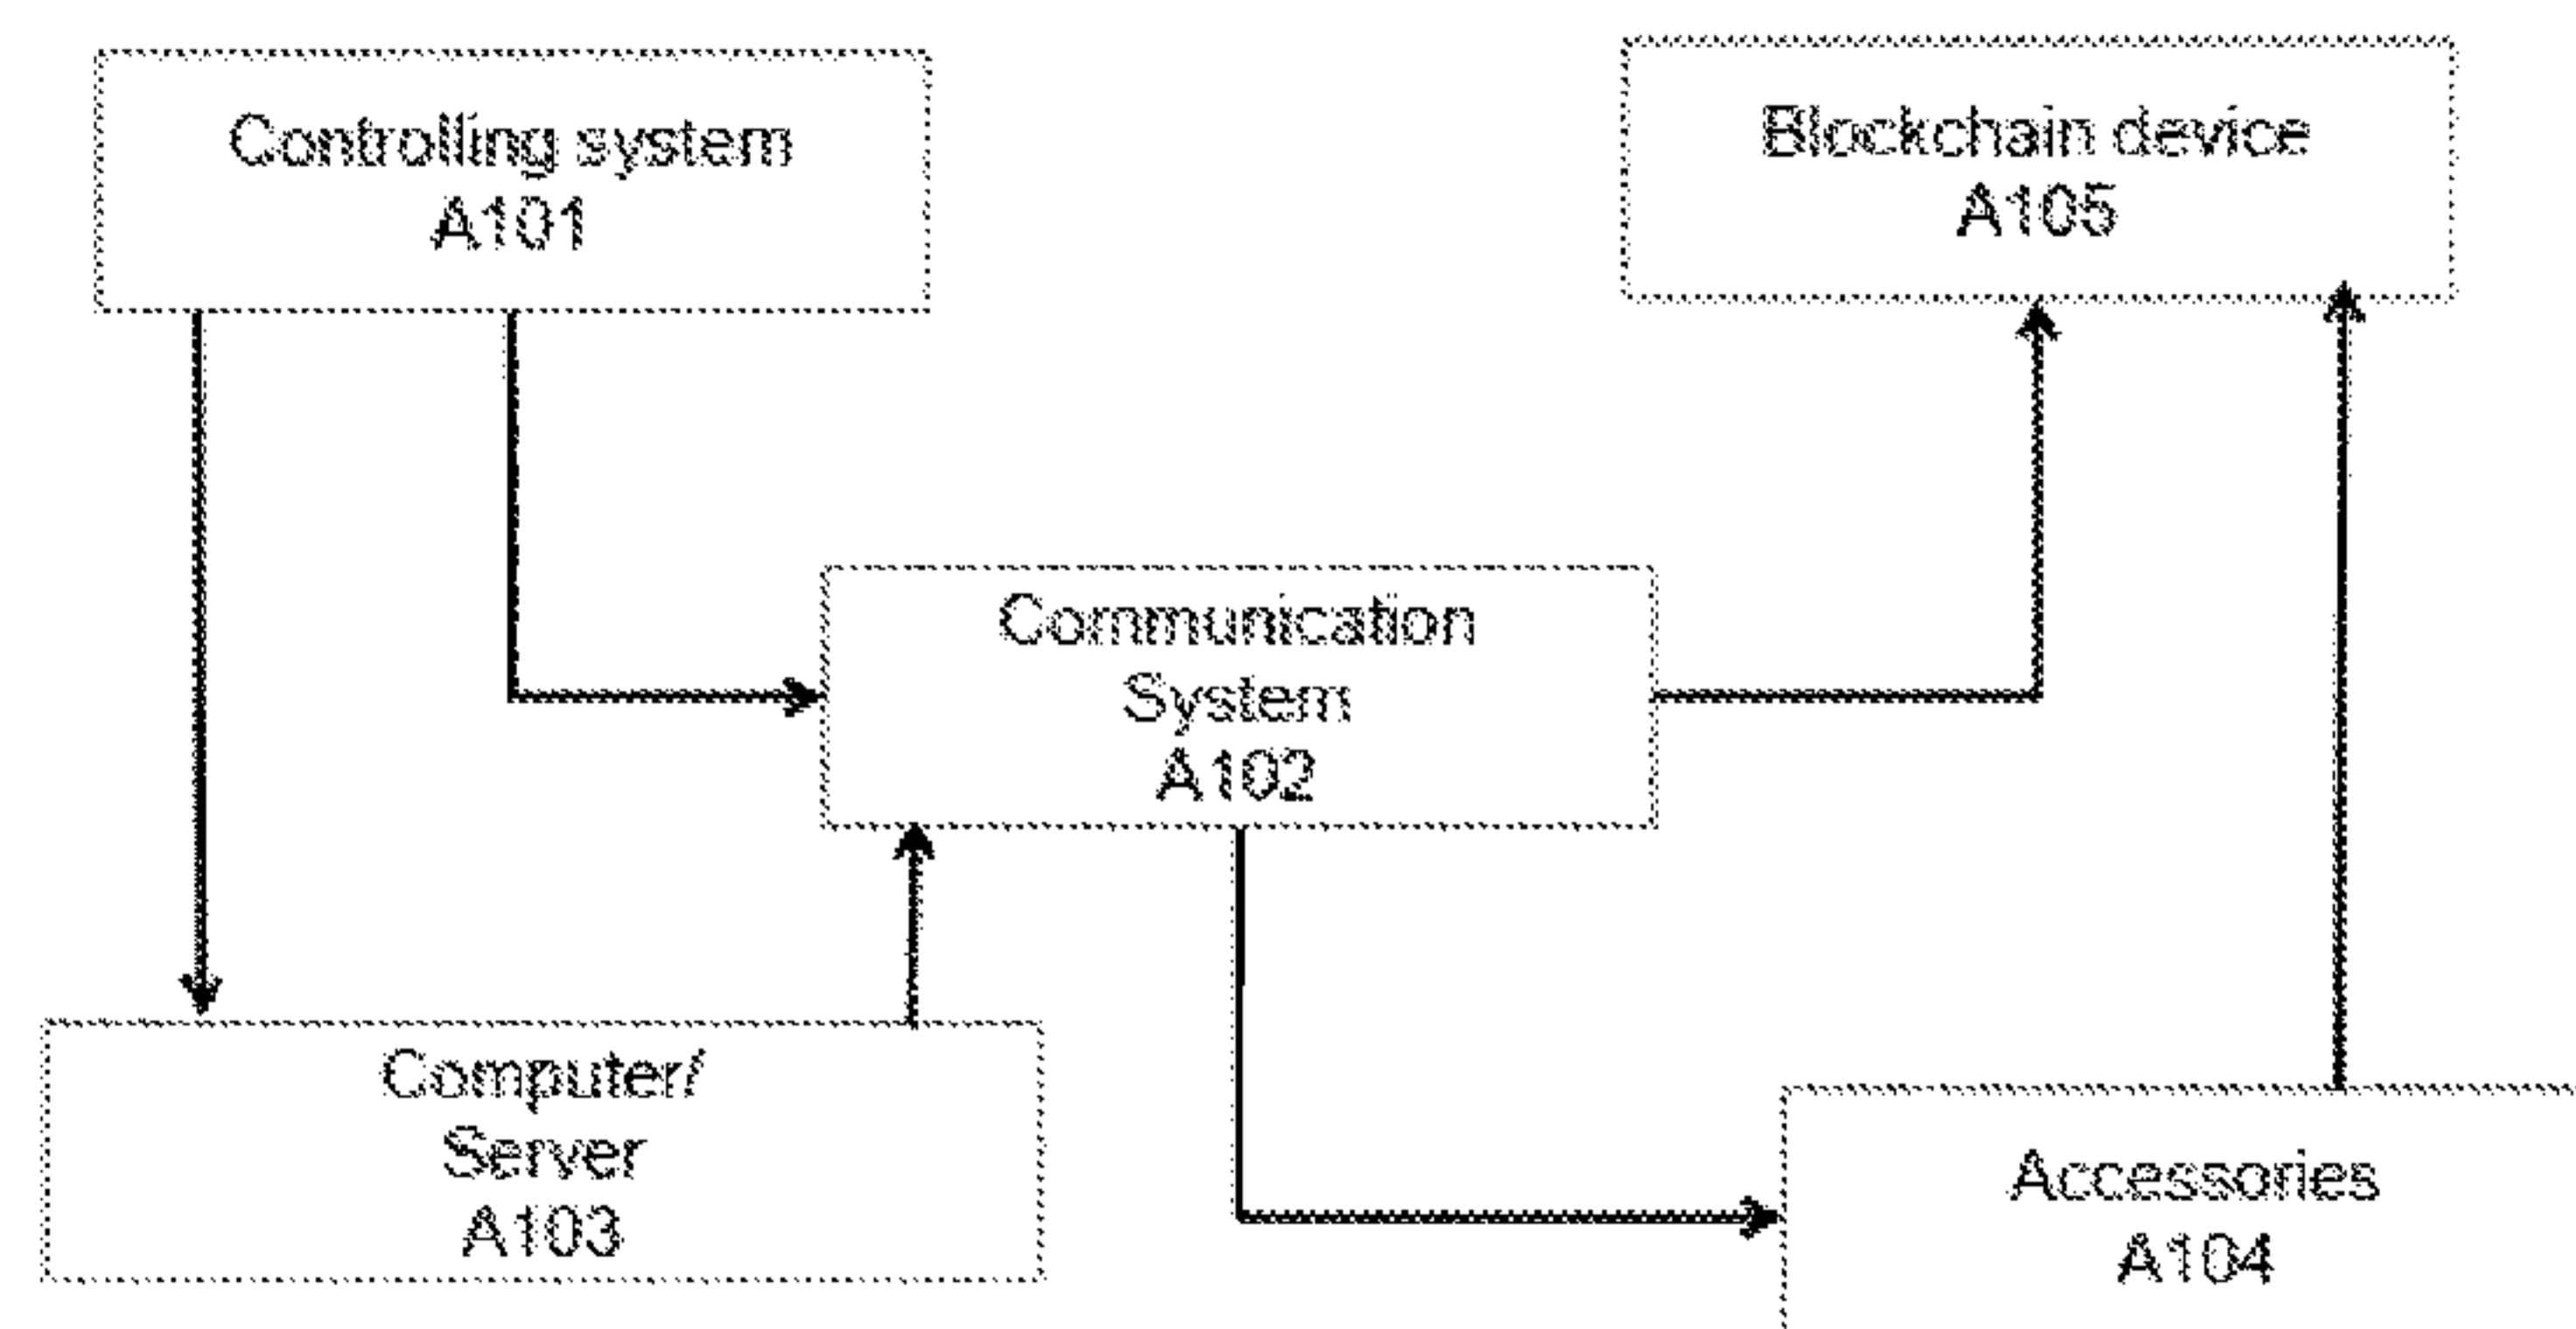 Controlling system
A101
Blockchain device
A105
Communication
System
A102
Computer/
Server
A103
Accessories
A104